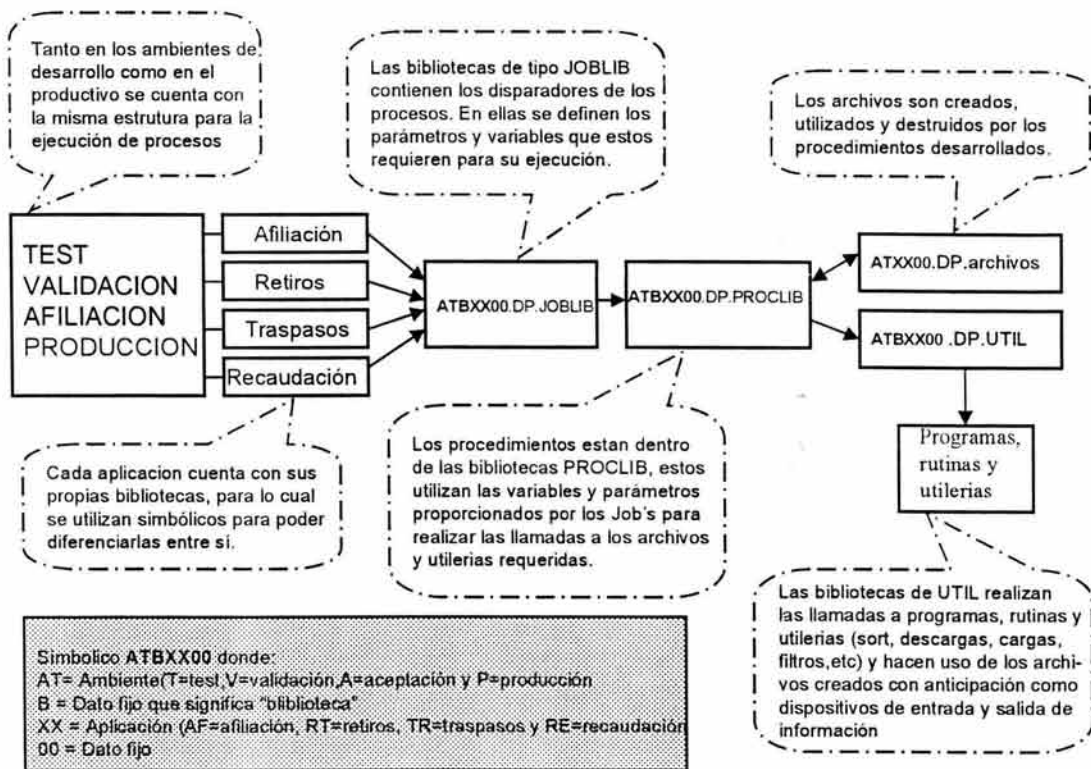 Tanto en los ambientes de
desarrollo como en el
productivo se cuenta con
la misma estrutura para la
ejecución de procesos
Las bibliotecas de tipo JOBLIB
contienen los disparadores de los
procesos. En ellas se definen los
parámetros y variables que estos
requieren para su ejecución.
Los archivos son creados,
utilizados y destruidos por los
procedimientos desarrollados.
TEST
VALIDACION
AFILIACION
PRODUCCION
Afiliación
Retiros
Traspasos
Recaudación
ATBXX00.DP.JOBLIB
ATBXX00.DP.PROCLIB
ATXX00.DP.archivos
ATBXX00 .DP.UTIL
Programas,
rutinas y
utilerias
Cada aplicacion cuenta con sus
propias bibliotecas, para lo cual
se utilizan simbólicos para poder
diferenciarlas entre sí.
Los procedimientos estan dentro
de las bibliotecas PROCLIB, estos
utilizan las variables y parámetros
proporcionados por los Job's para
realizar las llamadas a los archivos
y utilerias requeridas.
Las bibliotecas de UTIL realizan
las llamadas a programas, rutinas y
utilerias (sort, descargas, cargas,
filtros,etc) y hacen uso de los archi-
vos creados con anticipación como
dispositivos de entrada y salida de
información
Simbolico ATBXX00 donde:
AT= Ambiente(T=test,V=validación,A=aceptación y P=producción
B = Dato fijo que significa "bliblioteca"
XX = Aplicación (AF=afiliación, RT=retiros, TR=traspasos y RE=recaudación
00 = Dato fijo